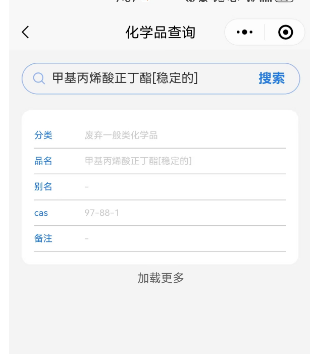 化学品查询
甲基丙烯酸正丁酯[稳定的] 搜索
分类 废弃一般类化学品
品名 甲基丙烯酸正丁酯[稳定的]
别名 -
cas 97-88-1
备注 -
加载更多